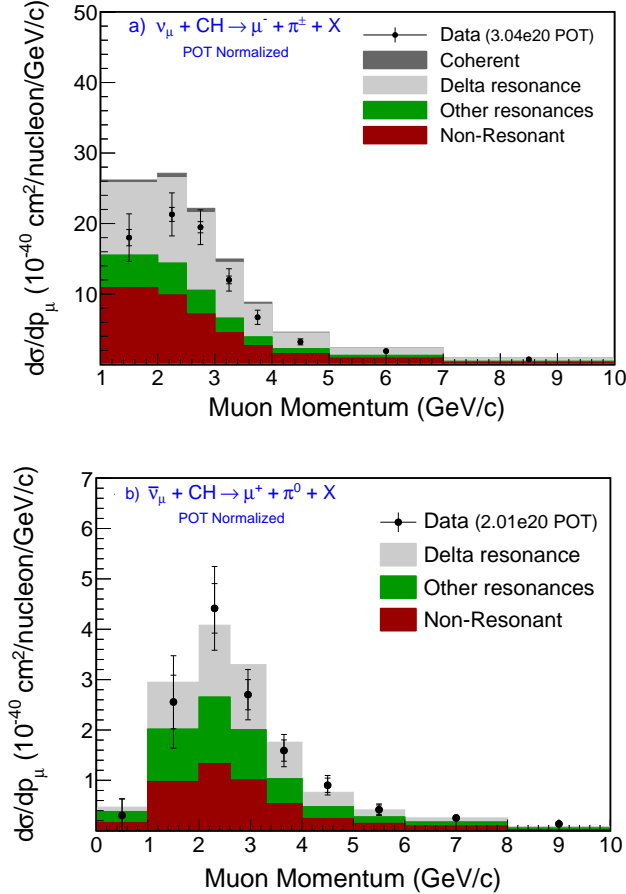 a) νμ + CH → μ- + π± + X
POT Normalized
Data (3.04e20 POT)
Coherent
Delta resonance
Other resonances
Non-Resonant
50
40
30
20
10
1 2 3 4 5 6 7 8 9 10
dσ/dpμ (10-40 cm2/nucleon/GeV/c)
Muon Momentum (GeV/c)
b) ν̅μ + CH → μ+ + π0 + X
POT Normalized
Data (2.01e20 POT)
Delta resonance
Other resonances
Non-Resonant
7
6
5
4
3
2
1
0 1 2 3 4 5 6 7 8 9 10
dσ/dpμ (10-40 cm2/nucleon/GeV/c)
Muon Momentum (GeV/c)